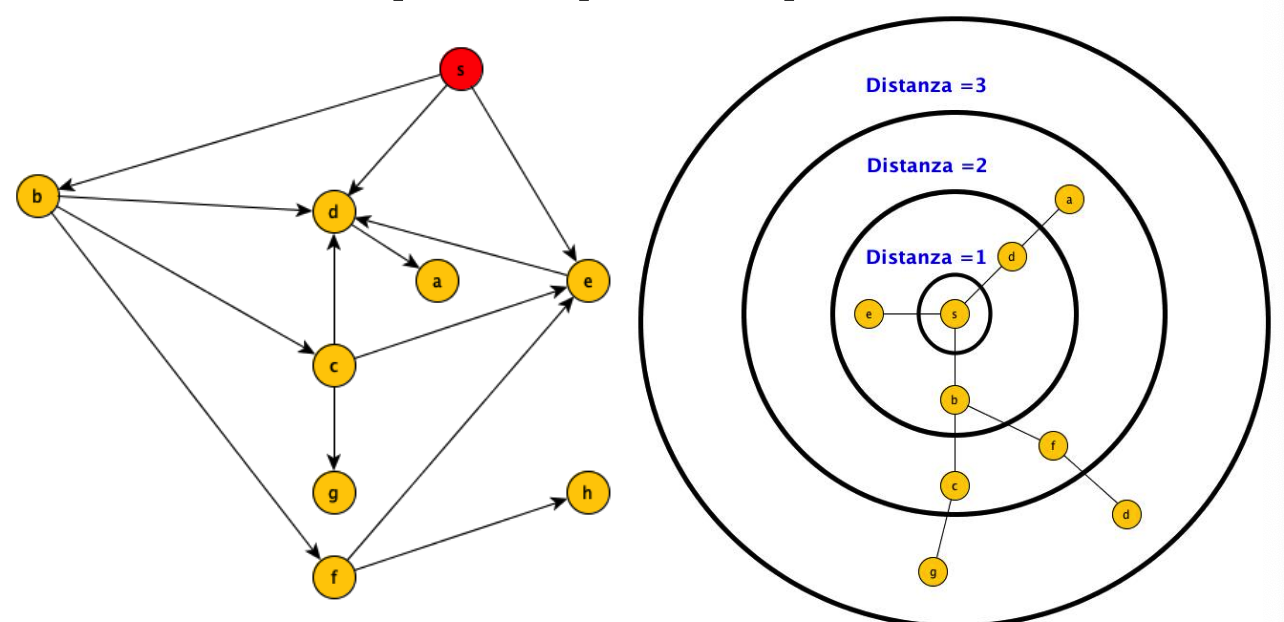 s
b
d
a
e
c
g
h
f
Distanza =3
Distanza =2
a
Distanza =1
d
e
s
b
f
c
d
g